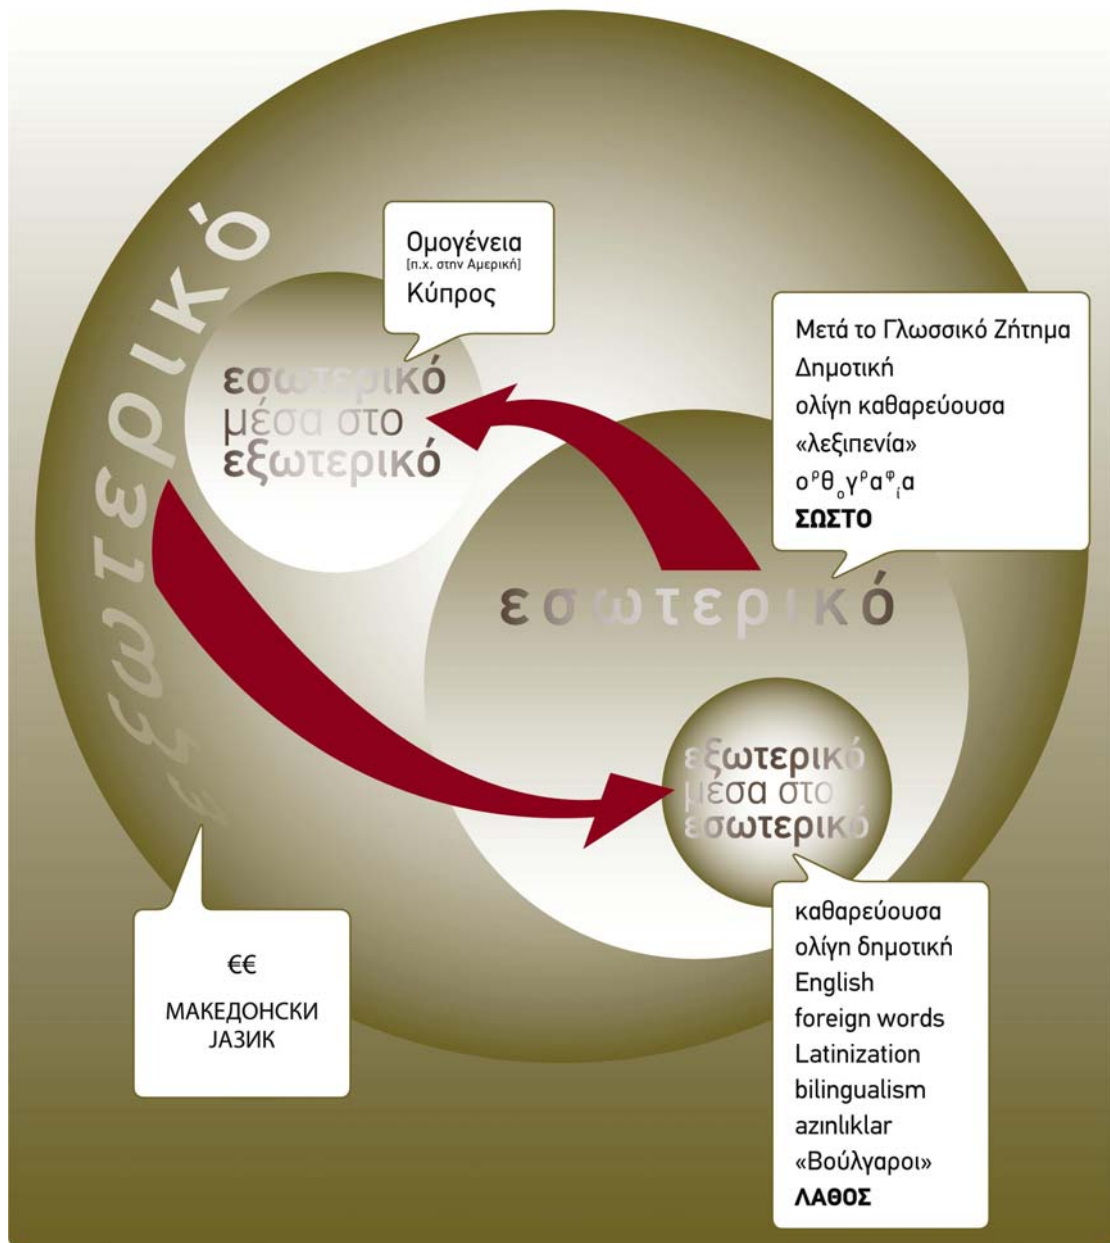 εξωτερικό
Ομογένεια
[π.χ. στην Αμερική]
Κύπρος
εσωτερικό
μέσα στο
εξωτερικό
Μετά το Γλωσσικό Ζήτημα
Δημοτική
ολίγη καθαρεύουσα
«λεξιπενία»
ορθογραφία
ΣΩΣΤΟ
εσωτερικό
εξωτερικό
μέσα στο
εσωτερικό
€€
МАКЕДОНСКИ
ЈАЗИК
καθαρεύουσα
ολίγη δημοτική
English
foreign words
Latinization
bilingualism
azınlıklar
«Βούλγαροι»
ΛΑΘΟΣ